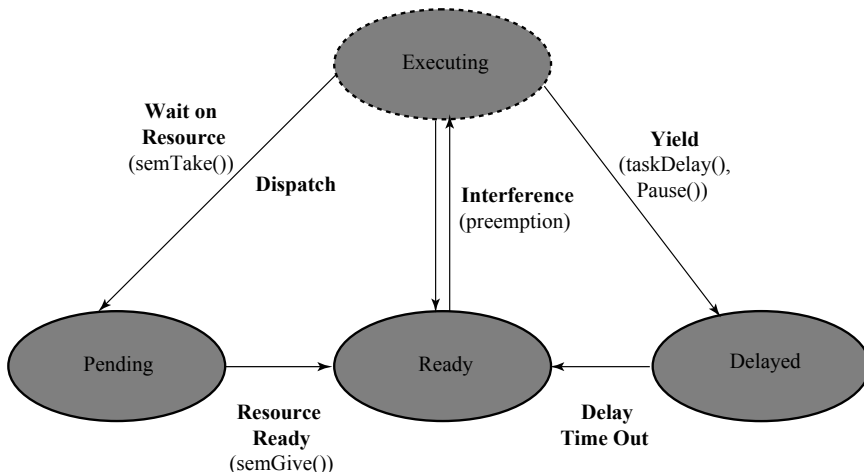 Executing
Wait on
Resource
(semTake())
Dispatch
Interference
(preemption)
Yield
(taskDelay(),
Pause())
Pending
Ready
Delayed
Resource
Ready
(semGive())
Delay
Time Out